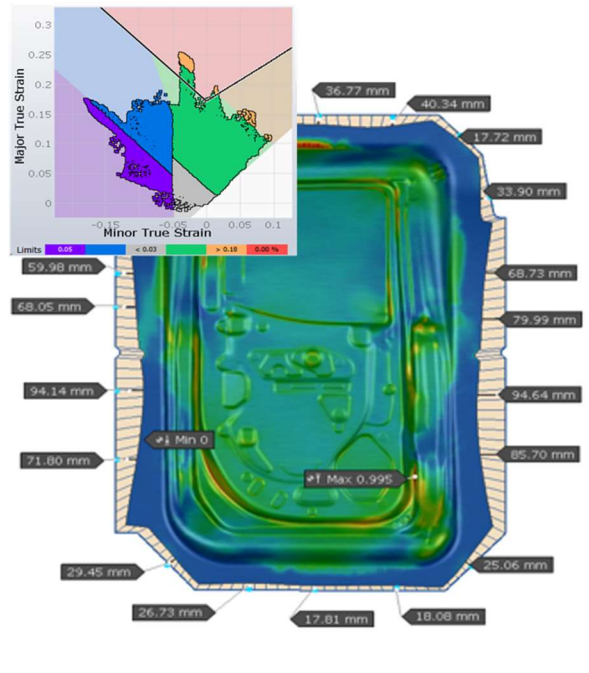 Major True Strain
0.3
0.25
0.2
0.15
0.1
0.05
0
-0.15
-0.05
0
0.05
0.1
Minor True Strain
Limits 0.05 < 0.03 > 0.18 0.00 %
36.77 mm
40.34 mm
17.72 mm
33.90 mm
59.98 mm
68.73 mm
68.05 mm
79.99 mm
94.14 mm
94.64 mm
Min 0
71.80 mm
85.70 mm
Max 0.995
29.45 mm
25.06 mm
26.73 mm
17.81 mm
18.08 mm